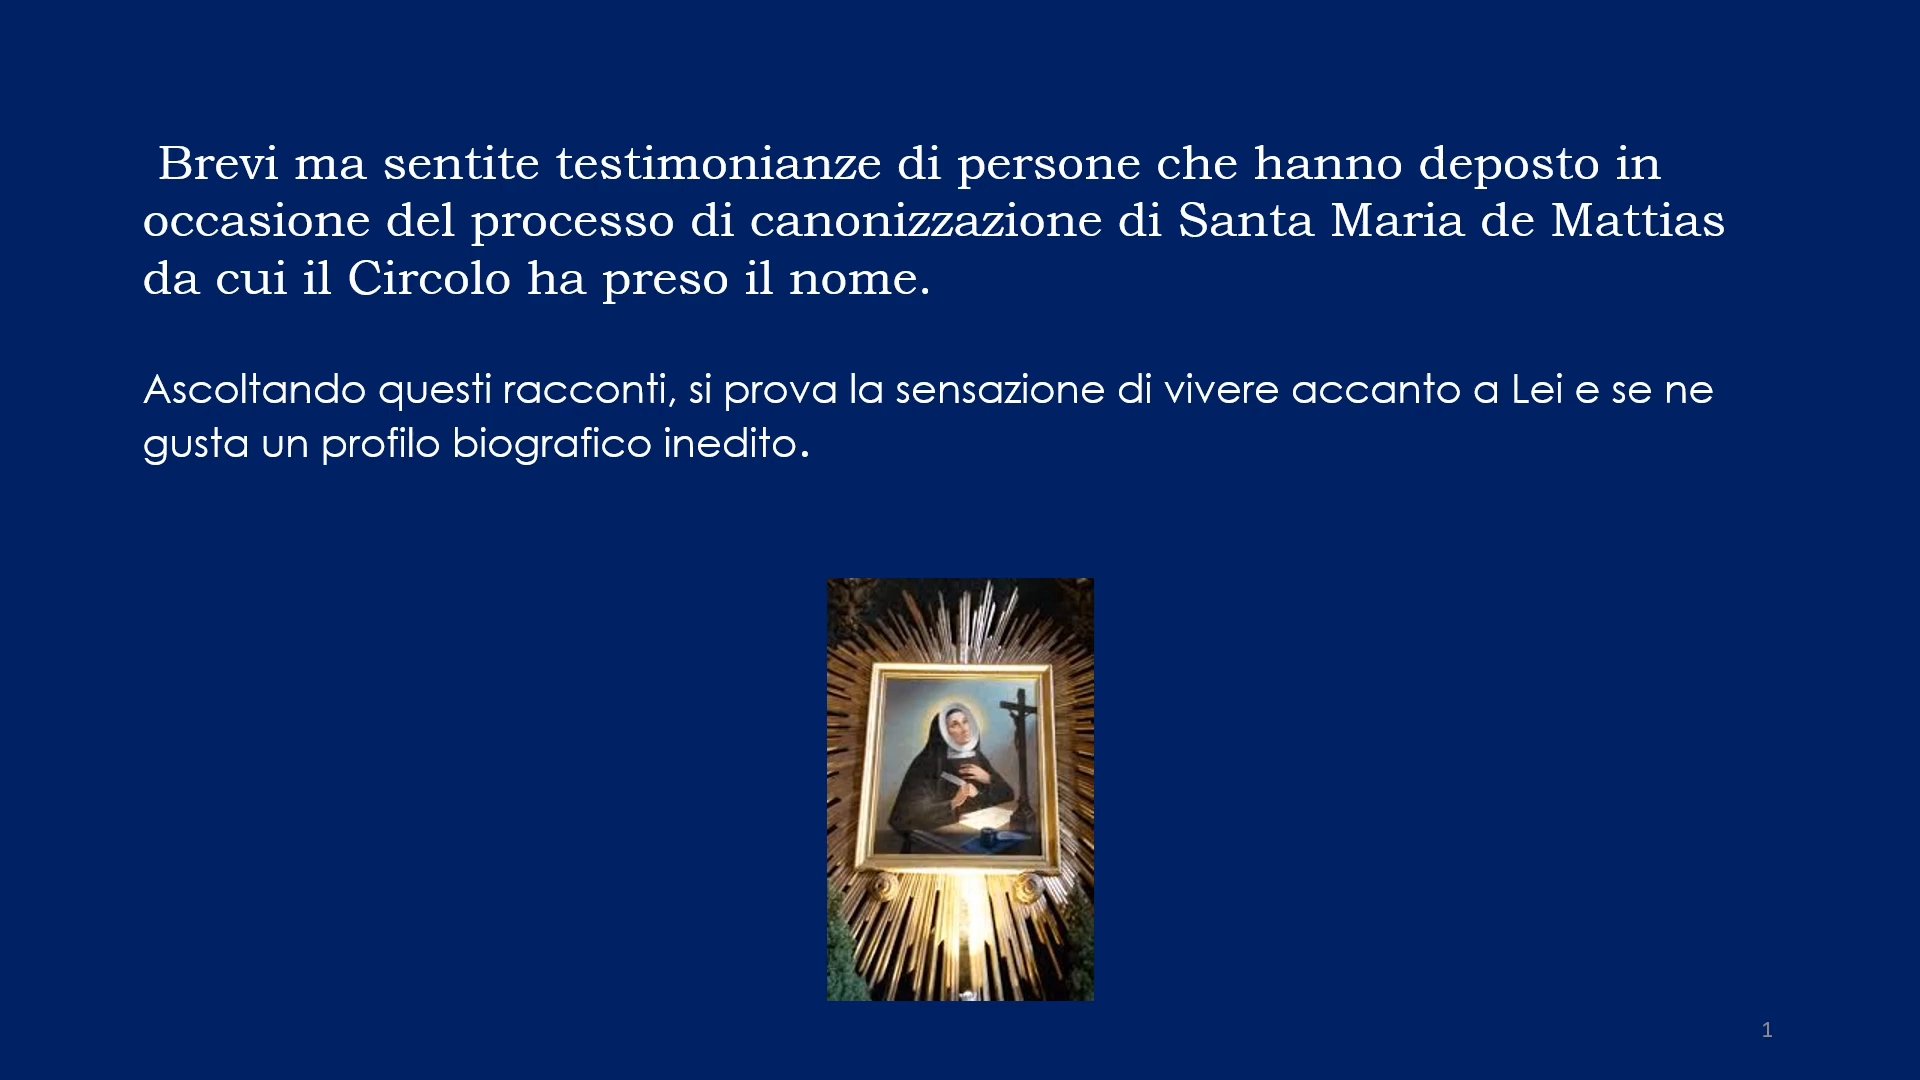 Brevi ma sentite testimonianze di persone che hanno deposto in
occasione del processo di canonizzazione di Santa Maria de Mattias
da cui il Circolo ha preso il nome.
Ascoltando questi racconti, si prova la sensazione di vivere accanto a Lei e se ne
gusta un profilo biografico inedito.
1